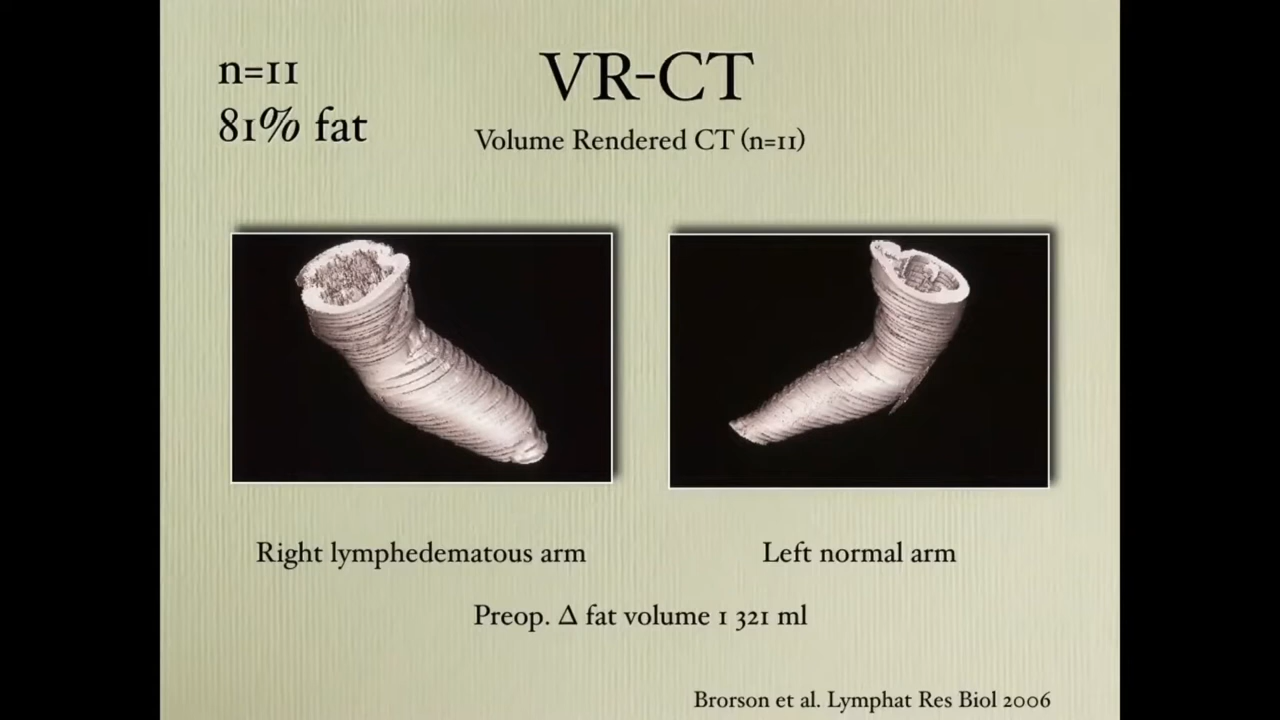 n=11
81% fat
VR-CT
Volume Rendered CT (n=11)
Right lymphedematous arm
Left normal arm
Preop. Δ fat volume 1 321 ml
Brorson et al. Lymphat Res Biol 2006